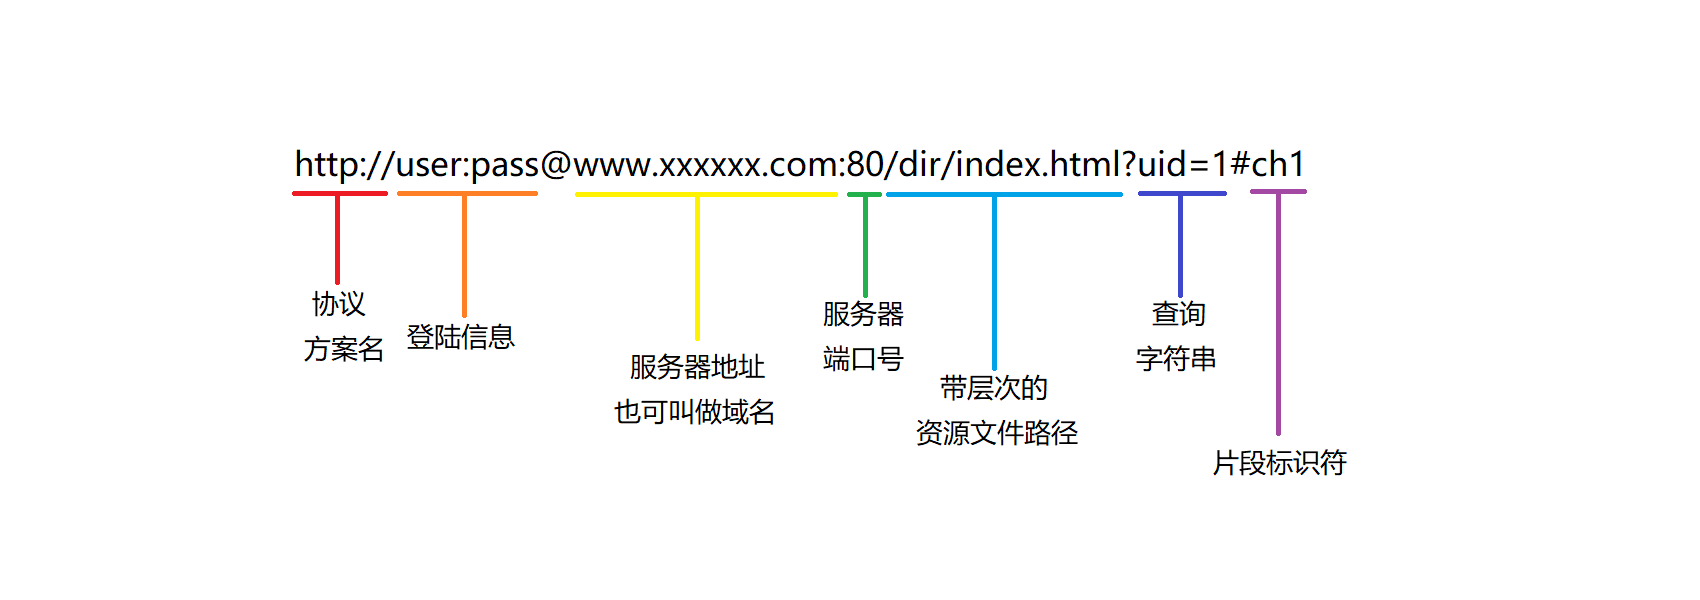 http://user:pass@www.xxxxxx.com:80/dir/index.html?uid=1#ch1
协议
方案名
登陆信息
服务器地址
也可叫做域名
服务器
端口号
带层次的
资源文件路径
查询
字符串
片段标识符